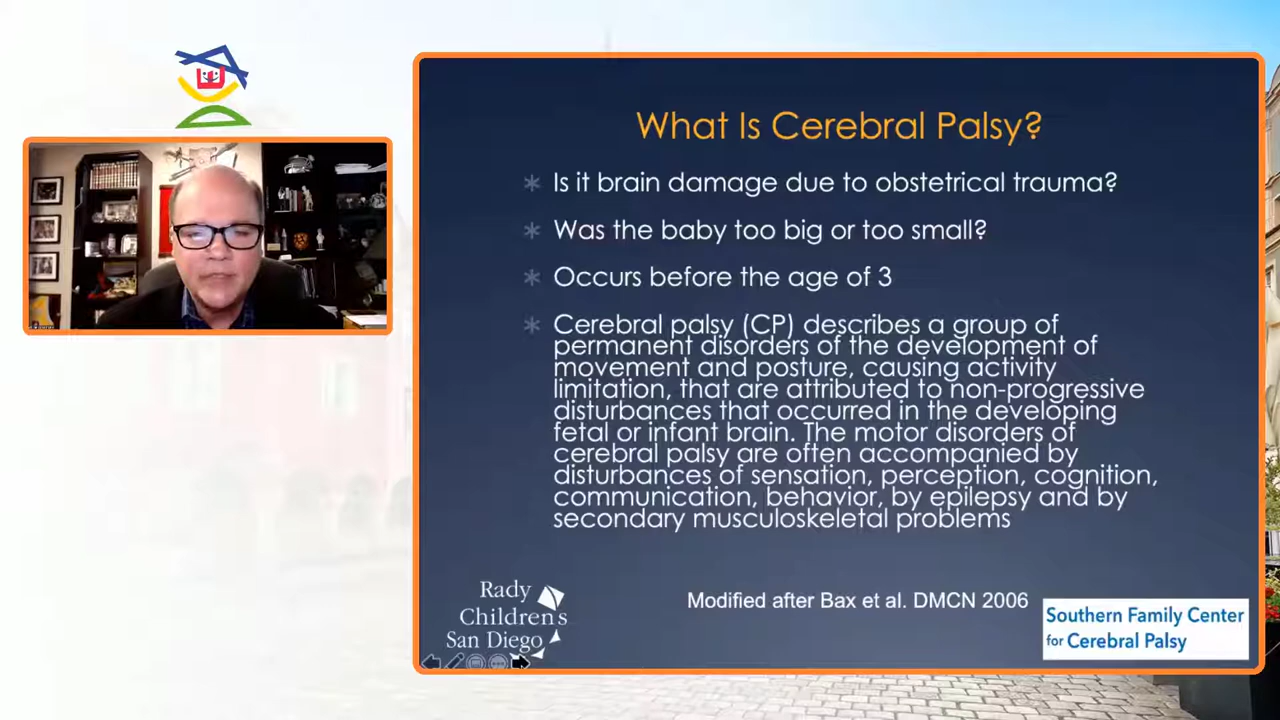 What Is Cerebral Palsy?
Is it brain damage due to obstetrical trauma?
Was the baby too big or too small?
Occurs before the age of 3
Cerebral palsy (CP) describes a group of
permanent disorders of the development of
movement and posture, causing activity
limitation, that are attributed to non-progressive
disturbances that occurred in the developing
fetal or infant brain. The motor disorders of
cerebral palsy are often accompanied by
disturbances of sensation, perception, cognition,
communication, behavior, by epilepsy and by
secondary musculoskeletal problems
Rady
Children's
San Diego
Modified after Bax et al. DMCN 2006
Southern Family Center
for Cerebral Palsy